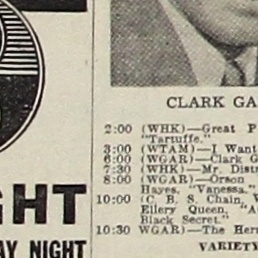 CLARK GA
2:00 (WHK)—Great P
"Tartuffe."
3:00 (WTAM)—I Want
6:00 (WGAR)—Clark G
7:30 (WHK)—Mr. Distr
8:00 (WGAR)—Orson
Hayes, "Vanessa."
10:00 (C. B. S. Chain, W
Ellery Queen, "A
Black Secret."
10:30 WGAR)—The Her
VARIETY
GHT
AY NIGHT